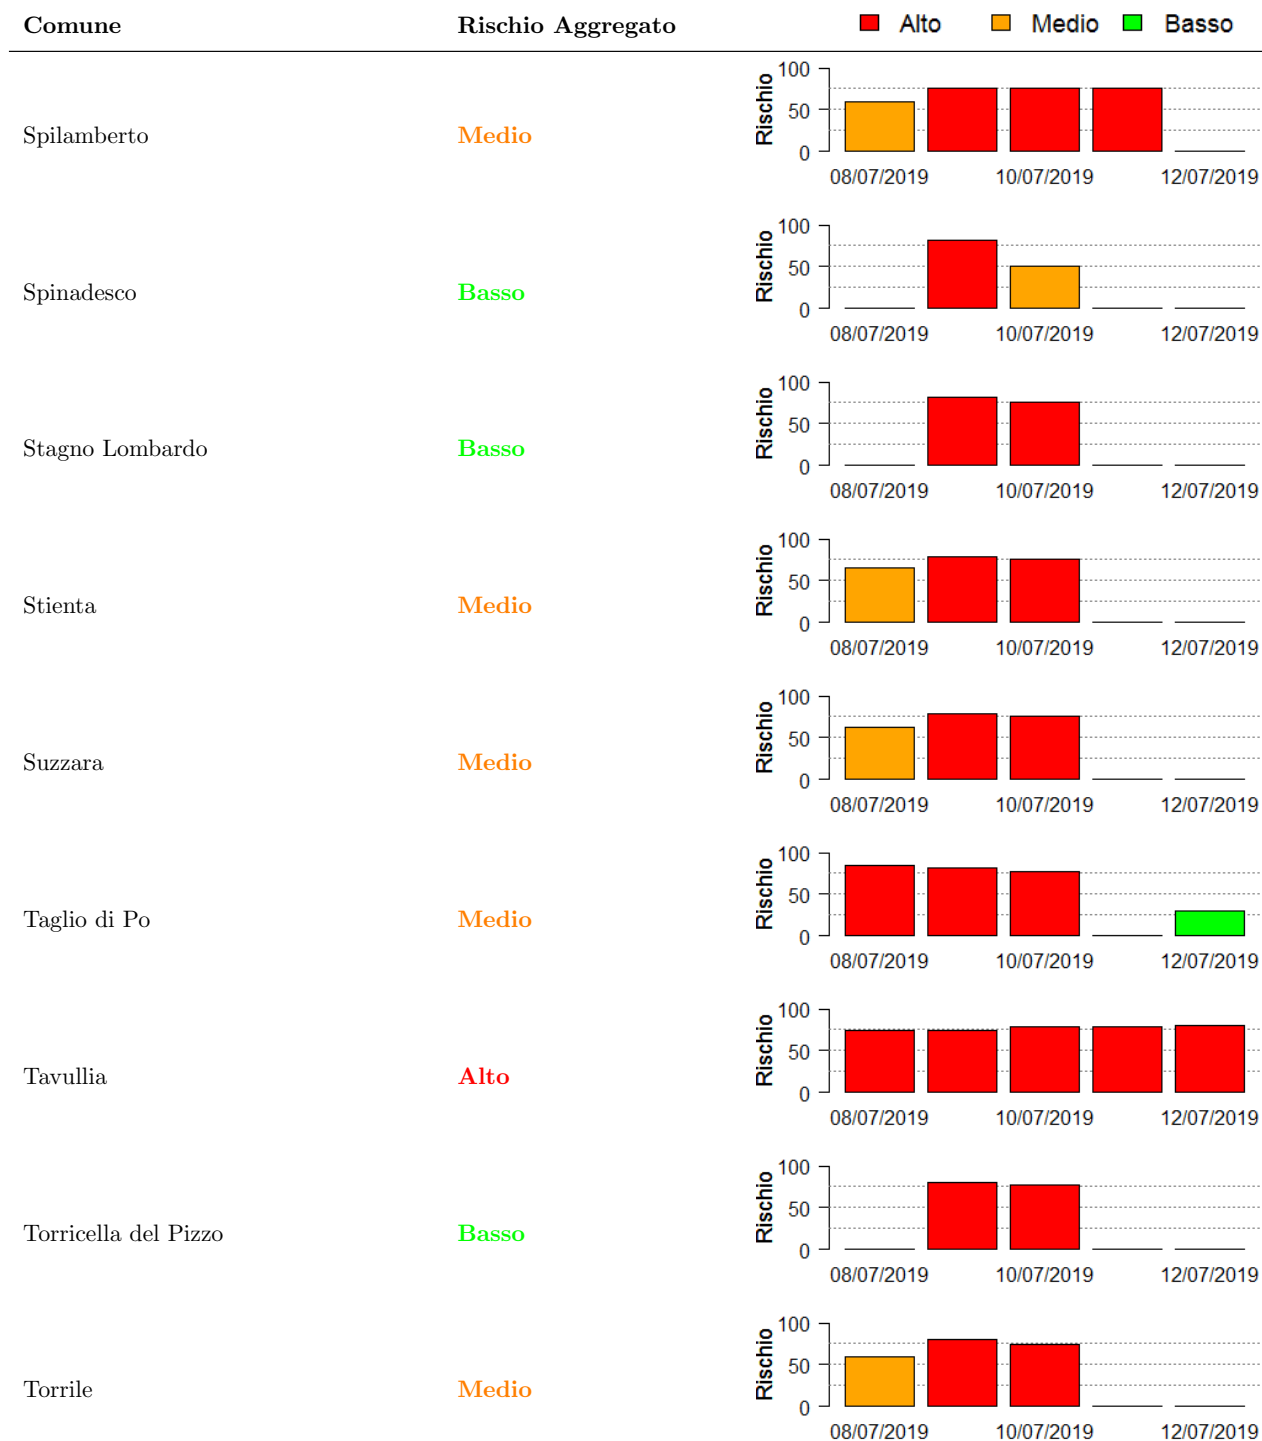 Comune Rischio Aggregato Alto Medio Basso
Spilamberto Medio
Rischio
100
50
0
08/07/2019 10/07/2019 12/07/2019
Spinadesco Basso
Rischio
100
50
0
08/07/2019 10/07/2019 12/07/2019
Stagno Lombardo Basso
Rischio
100
50
0
08/07/2019 10/07/2019 12/07/2019
Stienta Medio
Rischio
100
50
0
08/07/2019 10/07/2019 12/07/2019
Suzzara Medio
Rischio
100
50
0
08/07/2019 10/07/2019 12/07/2019
Taglio di Po Medio
Rischio
100
50
0
08/07/2019 10/07/2019 12/07/2019
Tavullia Alto
Rischio
100
50
0
08/07/2019 10/07/2019 12/07/2019
Torricella del Pizzo Basso
Rischio
100
50
0
08/07/2019 10/07/2019 12/07/2019
Torrile Medio
Rischio
100
50
0
08/07/2019 10/07/2019 12/07/2019